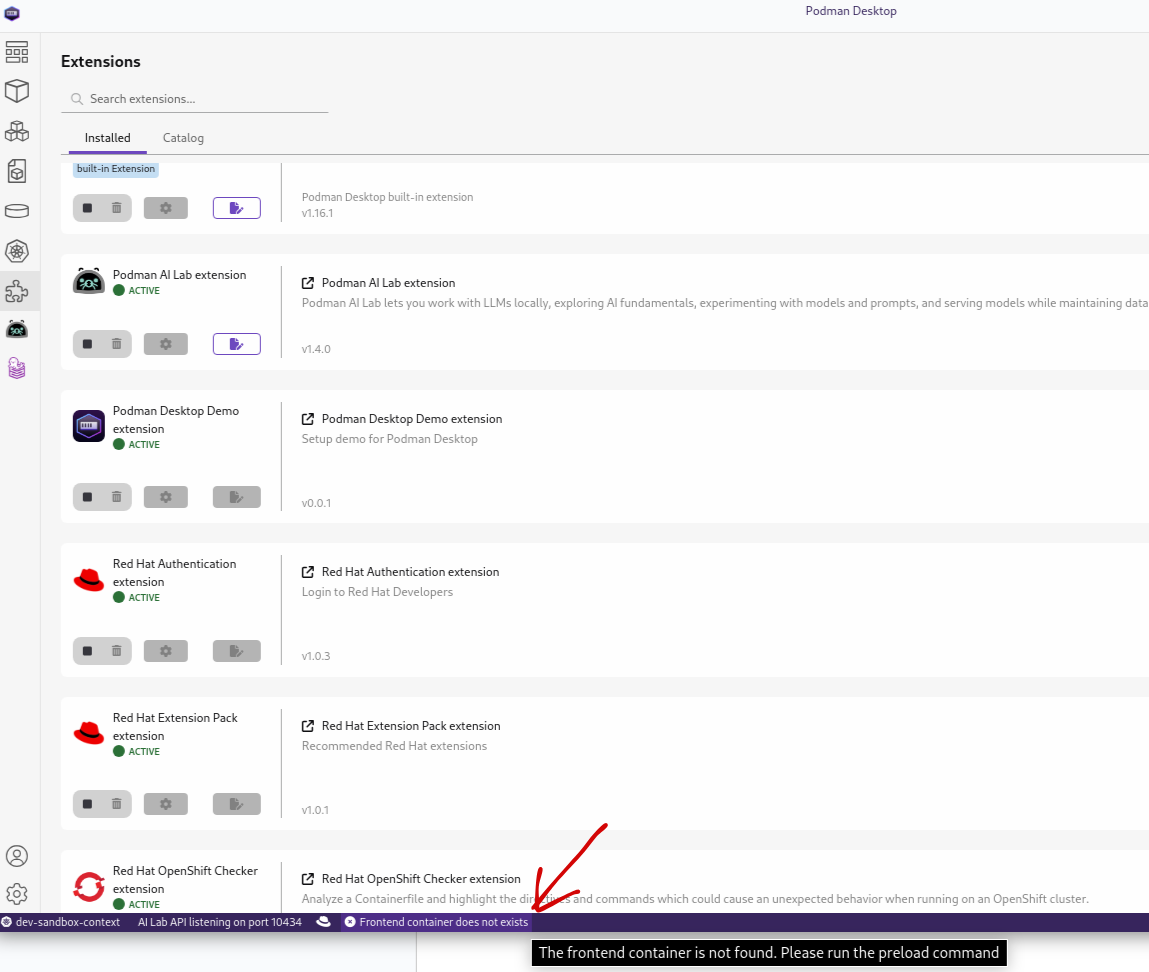 Podman Desktop
Extensions
Search extensions...
Installed
Catalog
built-in Extension
Podman Desktop built-in extension
v1.16.1
Podman AI Lab extension
ACTIVE
Podman AI Lab extension
Podman AI Lab lets you work with LLMs locally, exploring AI fundamentals, experimenting with models and prompts, and serving models while maintaining data
v1.4.0
Podman Desktop Demo
extension
ACTIVE
Podman Desktop Demo extension
Setup demo for Podman Desktop
v0.0.1
Red Hat Authentication
extension
ACTIVE
Red Hat Authentication extension
Login to Red Hat Developers
v1.0.3
Red Hat Extension Pack
extension
ACTIVE
Red Hat Extension Pack extension
Recommended Red Hat extensions
v1.0.1
Red Hat OpenShift Checker
extension
ACTIVE
Red Hat OpenShift Checker extension
Analyze a Containerfile and highlight the directives and commands which could cause an unexpected behavior when running on an OpenShift cluster.
dev-sandbox-context
AI Lab API listening on port 10434
Frontend container does not exists
The frontend container is not found. Please run the preload command